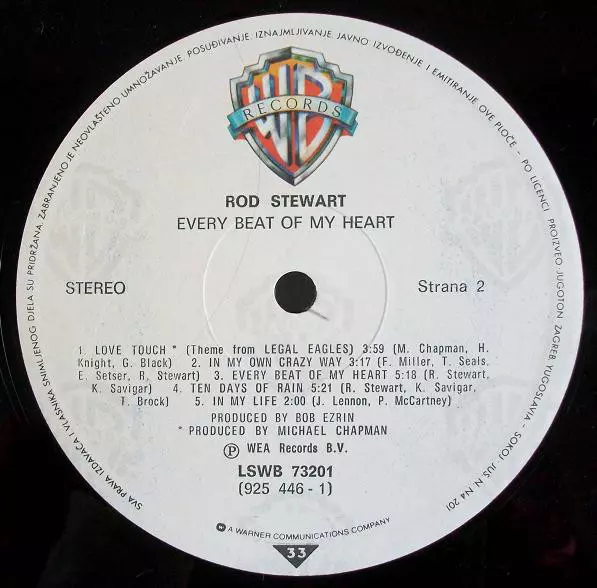 SVA PRAVA IZDAVAČA I VLASNIKA SNIMLJENOG DJELA SU PRIDRŽANA. ZABRANJENO JE NEOVLAŠTENO UMNOŽAVANJE, POSUĐIVANJE, IZNAJMLJIVANJE, JAVNO IZVOĐENJE I EMITIRANJE OVE PLOČE - PO LICENCI PROIZVEO JUGOTON ZAGREB, YUGOSLAVIA - SOKOJ JUS N. N4 201
WB
RECORDS
ROD STEWART
EVERY BEAT OF MY HEART
STEREO
Strana 2
1. LOVE TOUCH * (Theme from LEGAL EAGLES) 3:59 (M. Chapman, H.
Knight, G. Black) 2. IN MY OWN CRAZY WAY 3:17 (F. Miller, T. Seals,
E. Setser, R. Stewart) 3. EVERY BEAT OF MY HEART 5:18 (R. Stewart,
K. Savigar) 4. TEN DAYS OF RAIN 5:21 (R. Stewart, K. Savigar,
T. Brock) 5. IN MY LIFE 2:00 (J. Lennon, P. McCartney)
PRODUCED BY BOB EZRIN
* PRODUCED BY MICHAEL CHAPMAN
Ⓟ WEA Records B.V.
LSWB 73201
(925 446-1)
A WARNER COMMUNICATIONS COMPANY
33